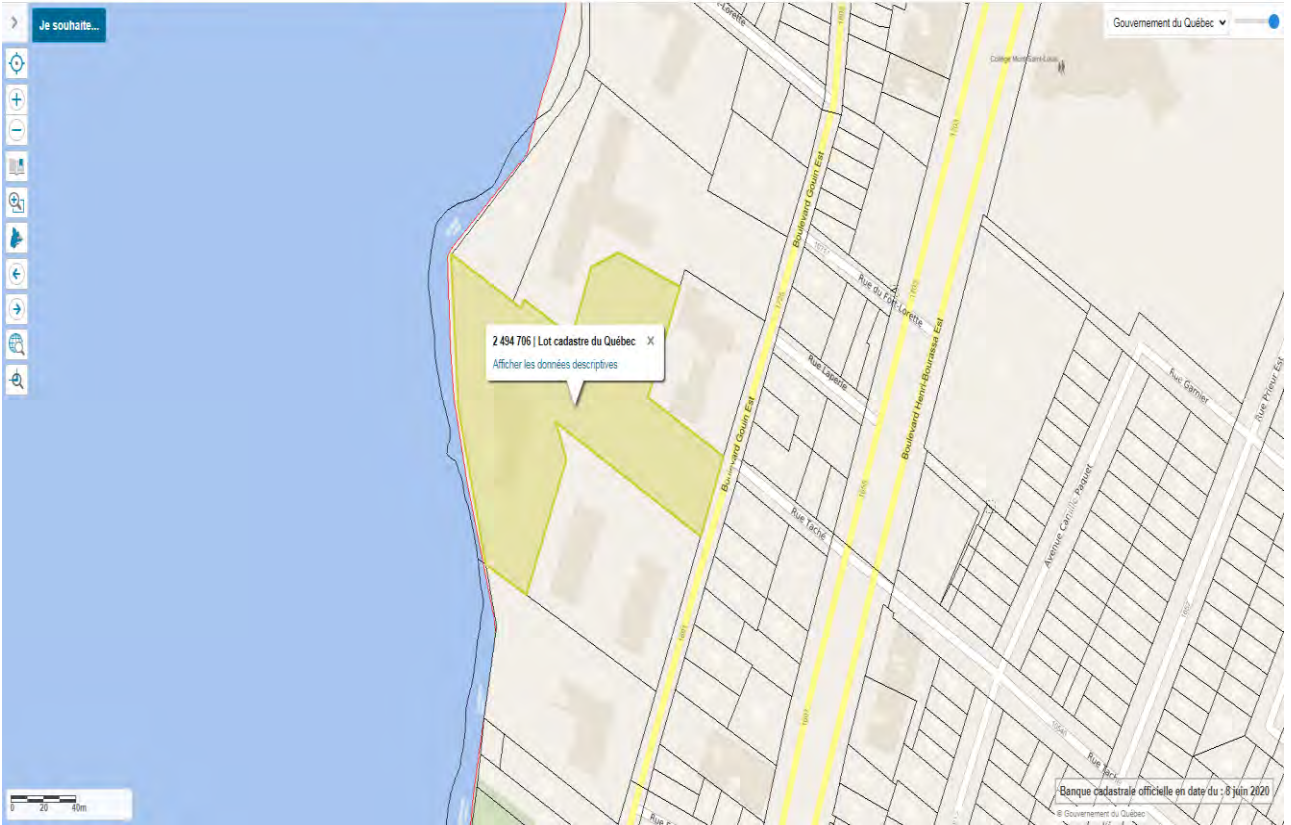 Je souhaite...
Gouvernement du Québec
Collège Mont-Saint-Louis
Boulevard Gouin Est
Rue du Fort-Lorette
2 494 706 | Lot cadastre du Québec X
Afficher les données descriptives
Rue Laperle
Boulevard Henri-Bourassa Est
Rue Garnier
Rue Prieur Est
Boulevard Gouin Est
Rue Taché
Avenue Camille Paquet
Rue Taché
0 20 40m
Banque cadastrale officielle en date du : 8 juin 2020
© Gouvernement du Québec